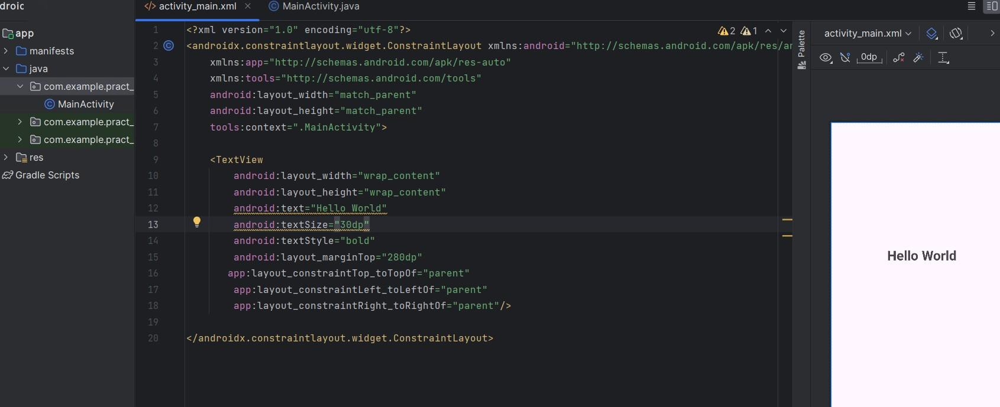 droid
activity_main.xml
MainActivity.java
app
manifests
java
com.example.pract_
MainActivity
com.example.pract_
com.example.pract_
res
Gradle Scripts
2 1
1 <?xml version="1.0" encoding="utf-8"?>
2 <androidx.constraintlayout.widget.ConstraintLayout xmlns:android="http://schemas.android.com/apk/res/an
3 xmlns:app="http://schemas.android.com/apk/res-auto"
4 xmlns:tools="http://schemas.android.com/tools"
5 android:layout_width="match_parent"
6 android:layout_height="match_parent"
7 tools:context=".MainActivity">
8
9 <TextView
10 android:layout_width="wrap_content"
11 android:layout_height="wrap_content"
12 android:text="Hello World"
13 android:textSize="30dp"
14 android:textStyle="bold"
15 android:layout_marginTop="280dp"
16 app:layout_constraintTop_toTopOf="parent"
17 app:layout_constraintLeft_toLeftOf="parent"
18 app:layout_constraintRight_toRightOf="parent"/>
19
20 </androidx.constraintlayout.widget.ConstraintLayout>
Palette
activity_main.xml
0dp
Hello World